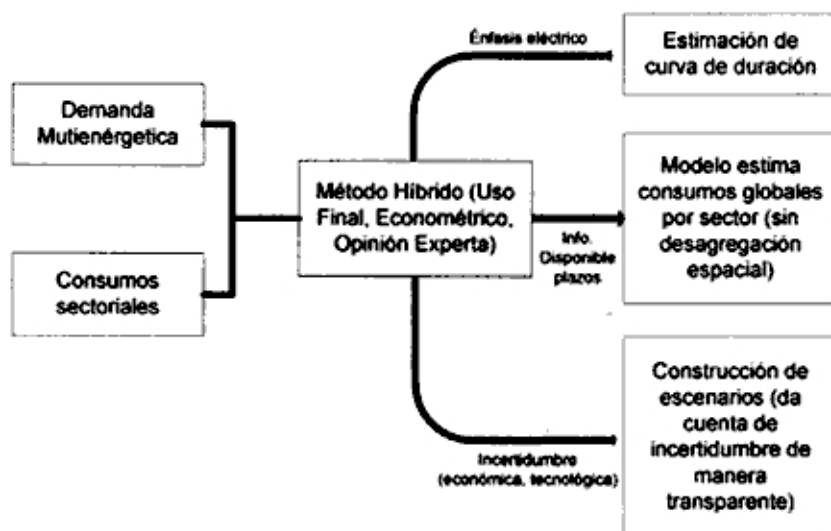 Demanda
Mutienérgetica
Consumos
sectoriales
Método Híbrido (Uso
Final, Econométrico,
Opinión Experta)
Énfasis eléctrico
Estimación de
curva de duración
Info.
Disponible
plazos
Modelo estima
consumos globales
por sector (sin
desagregación
espacial)
Incertidumbre
(económica, tecnológica)
Construcción de
escenarios (da
cuenta de
incertidumbre de
manera
transparente)